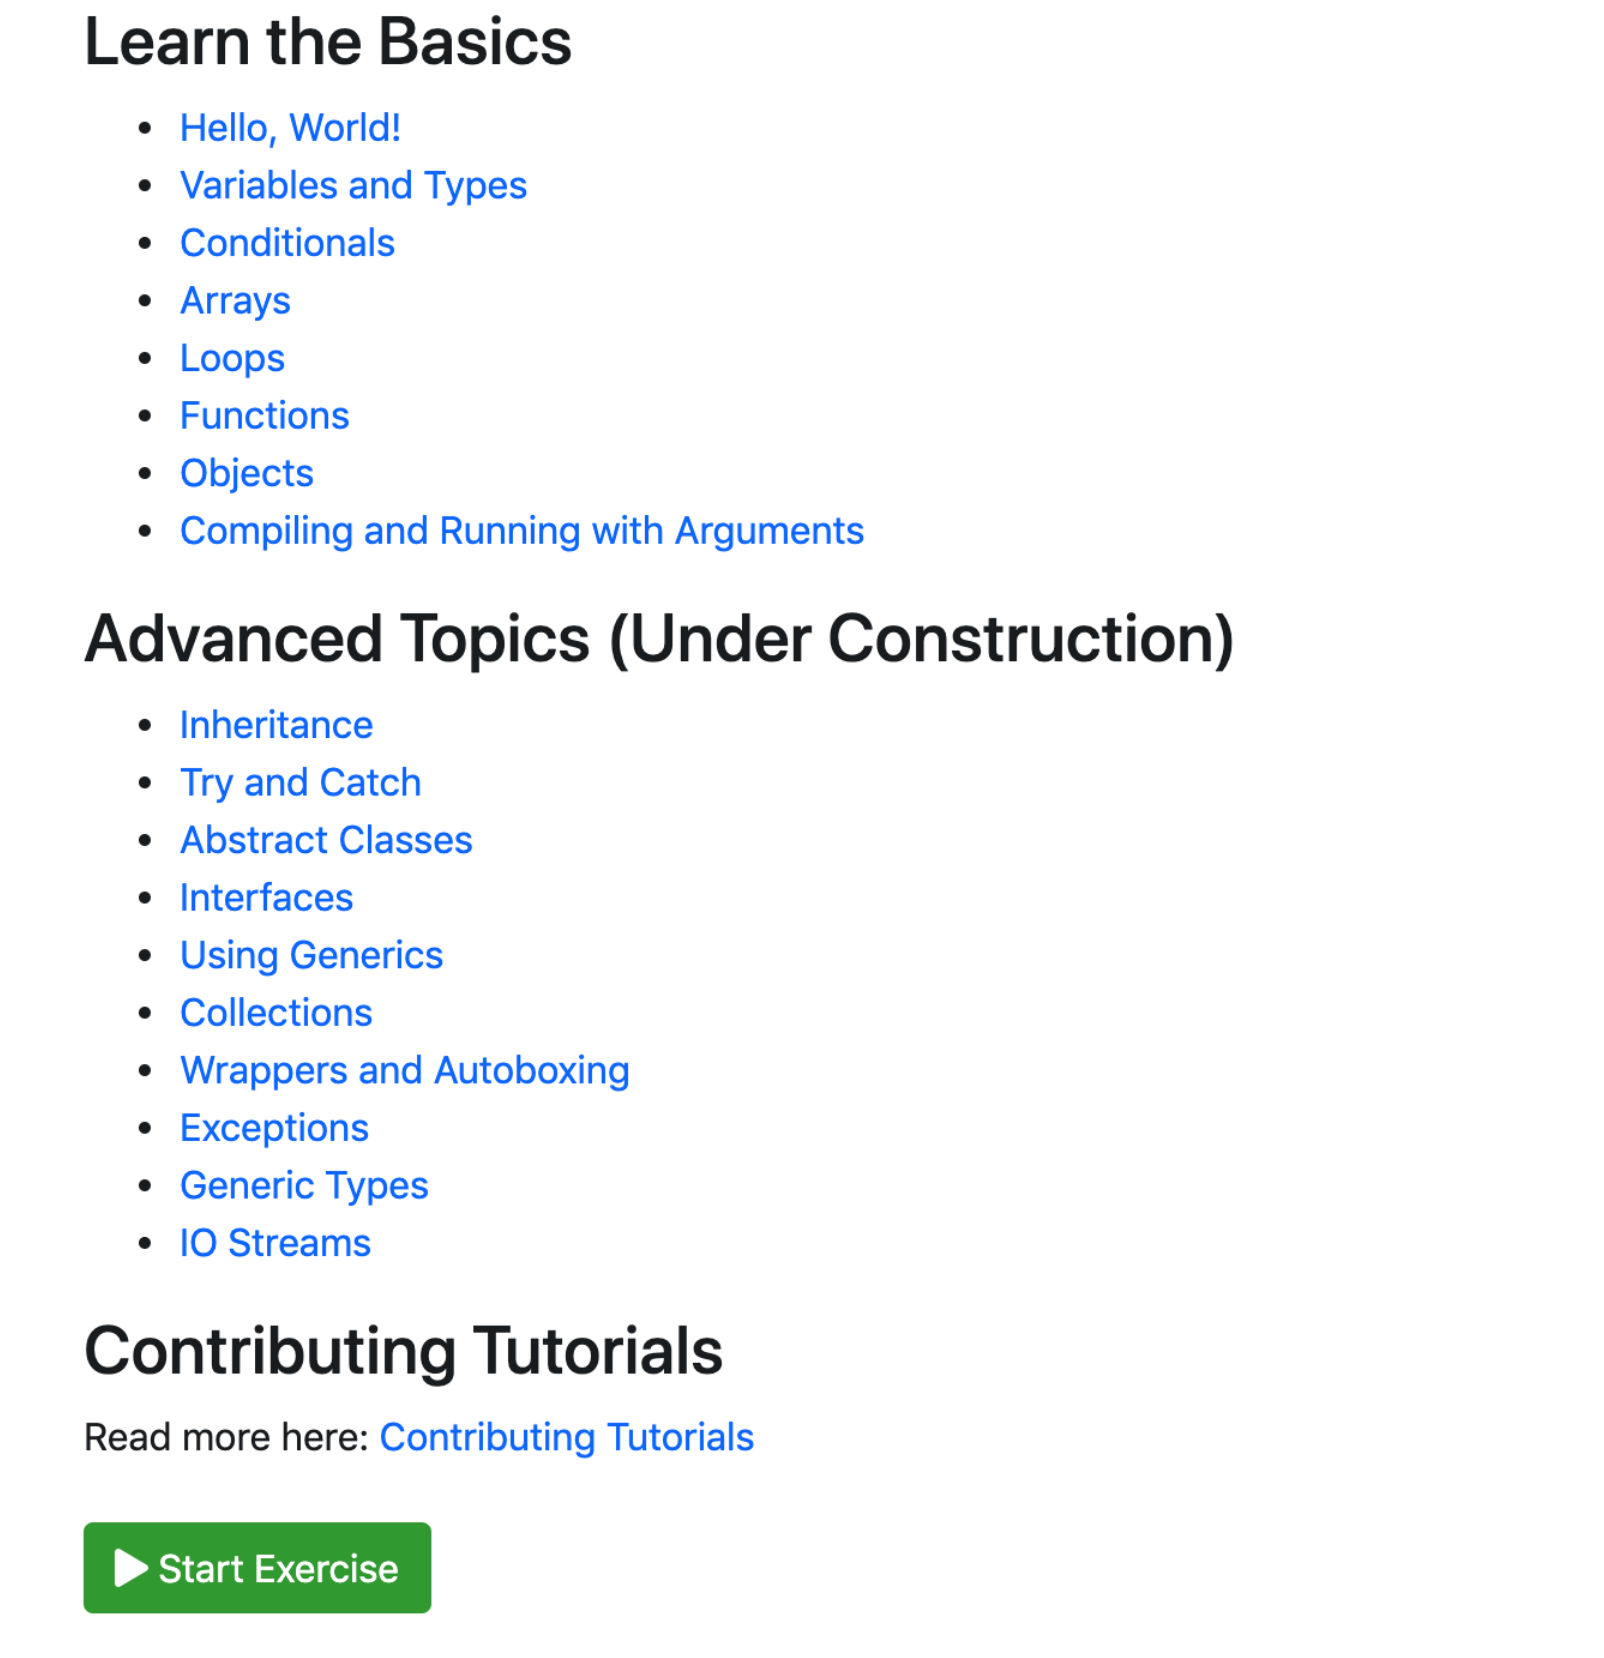 Learn the Basics
Hello, World!
Variables and Types
Conditionals
Arrays
Loops
Functions
Objects
Compiling and Running with Arguments
Advanced Topics (Under Construction)
Inheritance
Try and Catch
Abstract Classes
Interfaces
Using Generics
Collections
Wrappers and Autoboxing
Exceptions
Generic Types
IO Streams
Contributing Tutorials
Read more here: Contributing Tutorials
Start Exercise